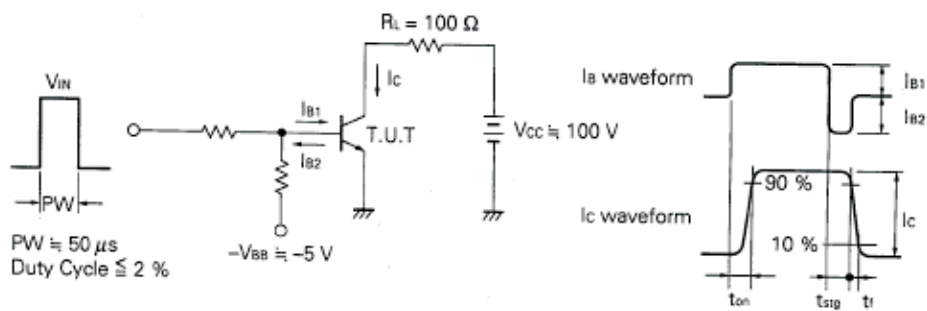 RL = 100 Ω
VIN
IC
IB1
IB2
T.U.T
VCC ≒ 100 V
PW
PW ≒ 50 μs
Duty Cycle ≦ 2 %
-VBB ≒ -5 V
IB waveform
IB1
IB2
90 %
IC waveform
IC
10 %
ton
tstg
tf